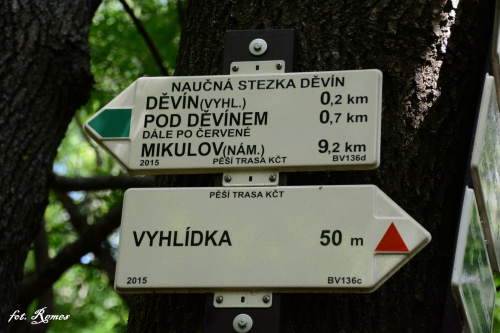 NAUČNÁ STEZKA DĚVÍN
DĚVÍN(VYHL.) 0,2 km
POD DĚVÍNEM 0,7 km
DÁLE PO ČERVENÉ
MIKULOV(NÁM.) 9,2 km
2015 PĚŠÍ TRASA KČT BV136d
PĚŠÍ TRASA KČT
VYHLÍDKA 50 m
2015 BV136c
fot. Romos